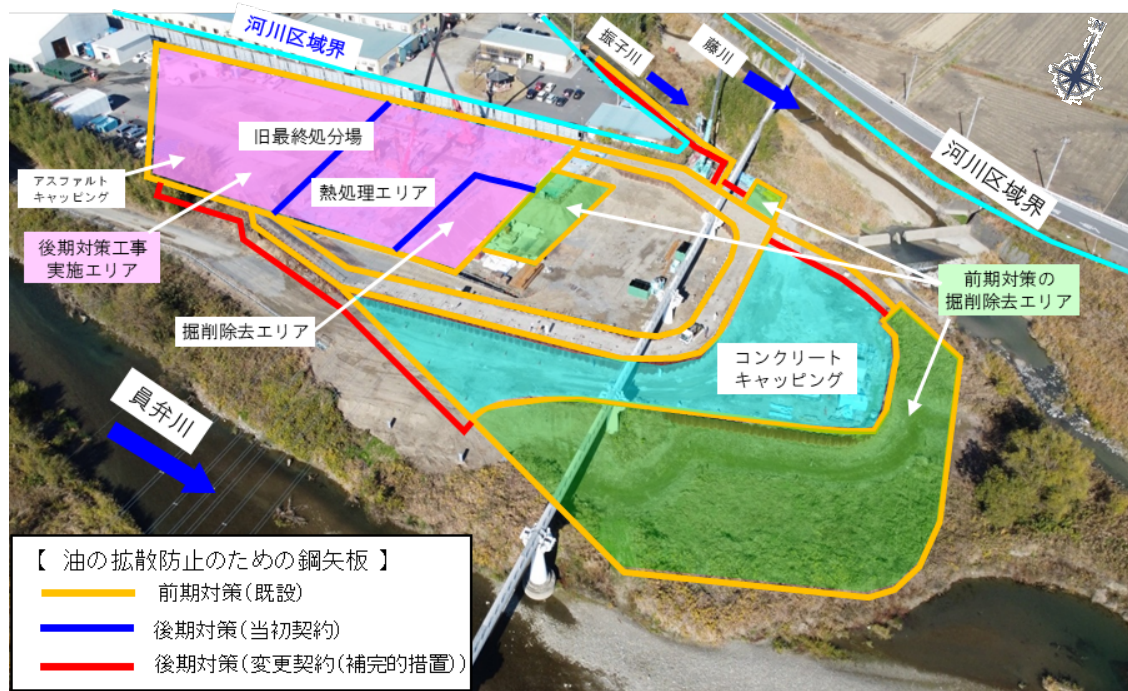 河川区域界
振子川
藤川
河川区域界
旧最終処分場
アスファルト
キャッピング
熱処理エリア
後期対策工事
実施エリア
前期対策の
掘削除去エリア
掘削除去エリア
コンクリート
キャッピング
員弁川
【 油の拡散防止のための鋼矢板 】
前期対策(既設)
後期対策(当初契約)
後期対策(変更契約(補完的措置))